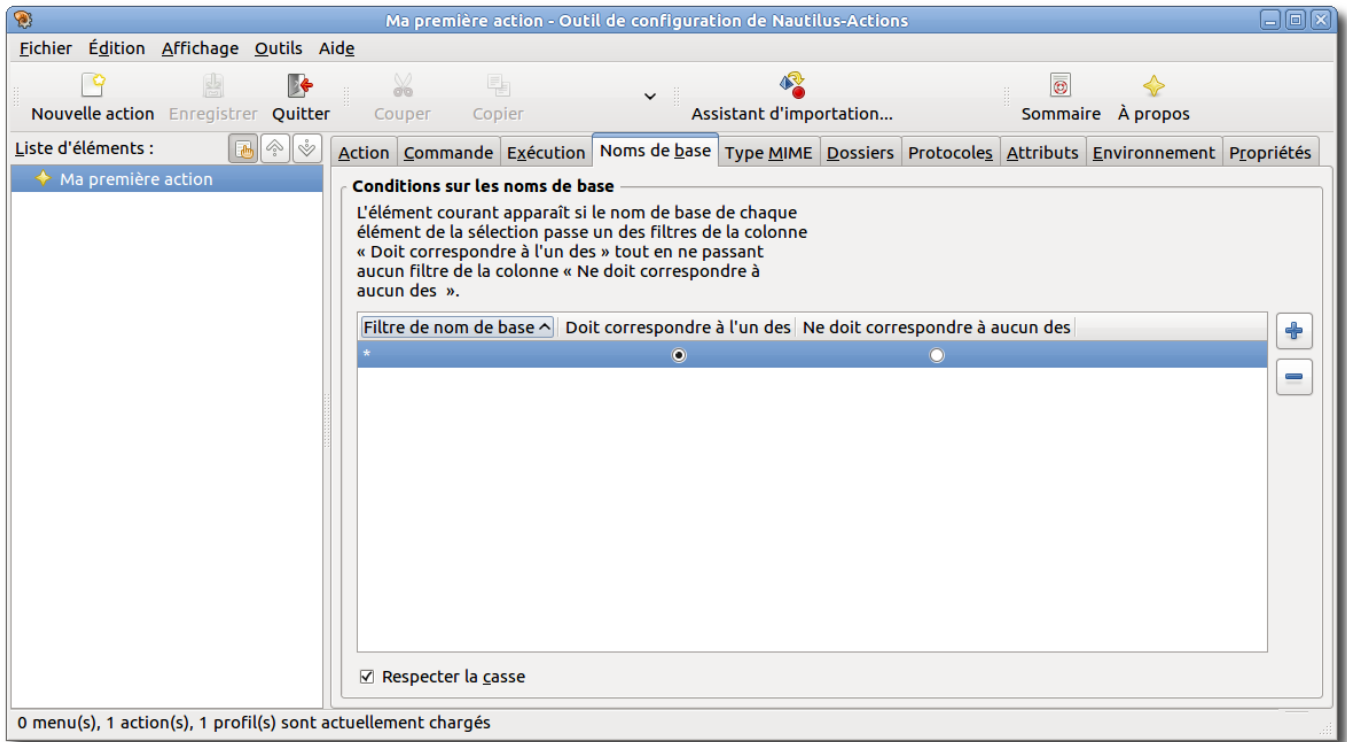 Ma première action - Outil de configuration de Nautilus-Actions
Fichier Édition Affichage Outils Aide
Nouvelle action Enregistrer Quitter Couper Copier Assistant d'importation... Sommaire À propos
Liste d'éléments :
Action Commande Exécution Noms de base Type MIME Dossiers Protocoles Attributs Environnement Propriétés
Ma première action
Conditions sur les noms de base
L'élément courant apparaît si le nom de base de chaque
élément de la sélection passe un des filtres de la colonne
« Doit correspondre à l'un des » tout en ne passant
aucun filtre de la colonne « Ne doit correspondre à
aucun des  ».
Filtre de nom de base Doit correspondre à l'un des Ne doit correspondre à aucun des
*
Respecter la casse
0 menu(s), 1 action(s), 1 profil(s) sont actuellement chargés